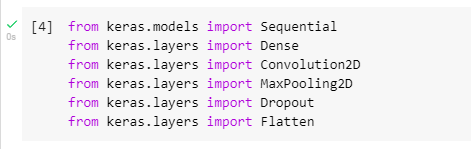 [4] from keras.models import Sequential
from keras.layers import Dense
from keras.layers import Convolution2D
from keras.layers import MaxPooling2D
from keras.layers import Dropout
from keras.layers import Flatten
0s